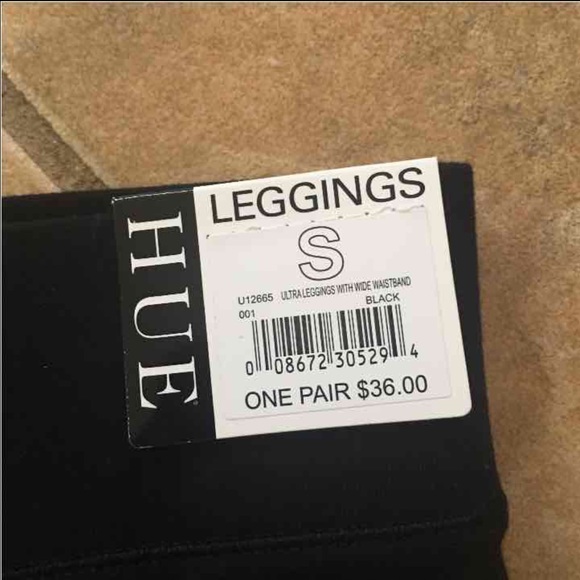 HUE
LEGGINGS
S
U12665 ULTRA LEGGINGS WITH WIDE WAISTBAND
001 BLACK
0 08672 30529 4
ONE PAIR $36.00